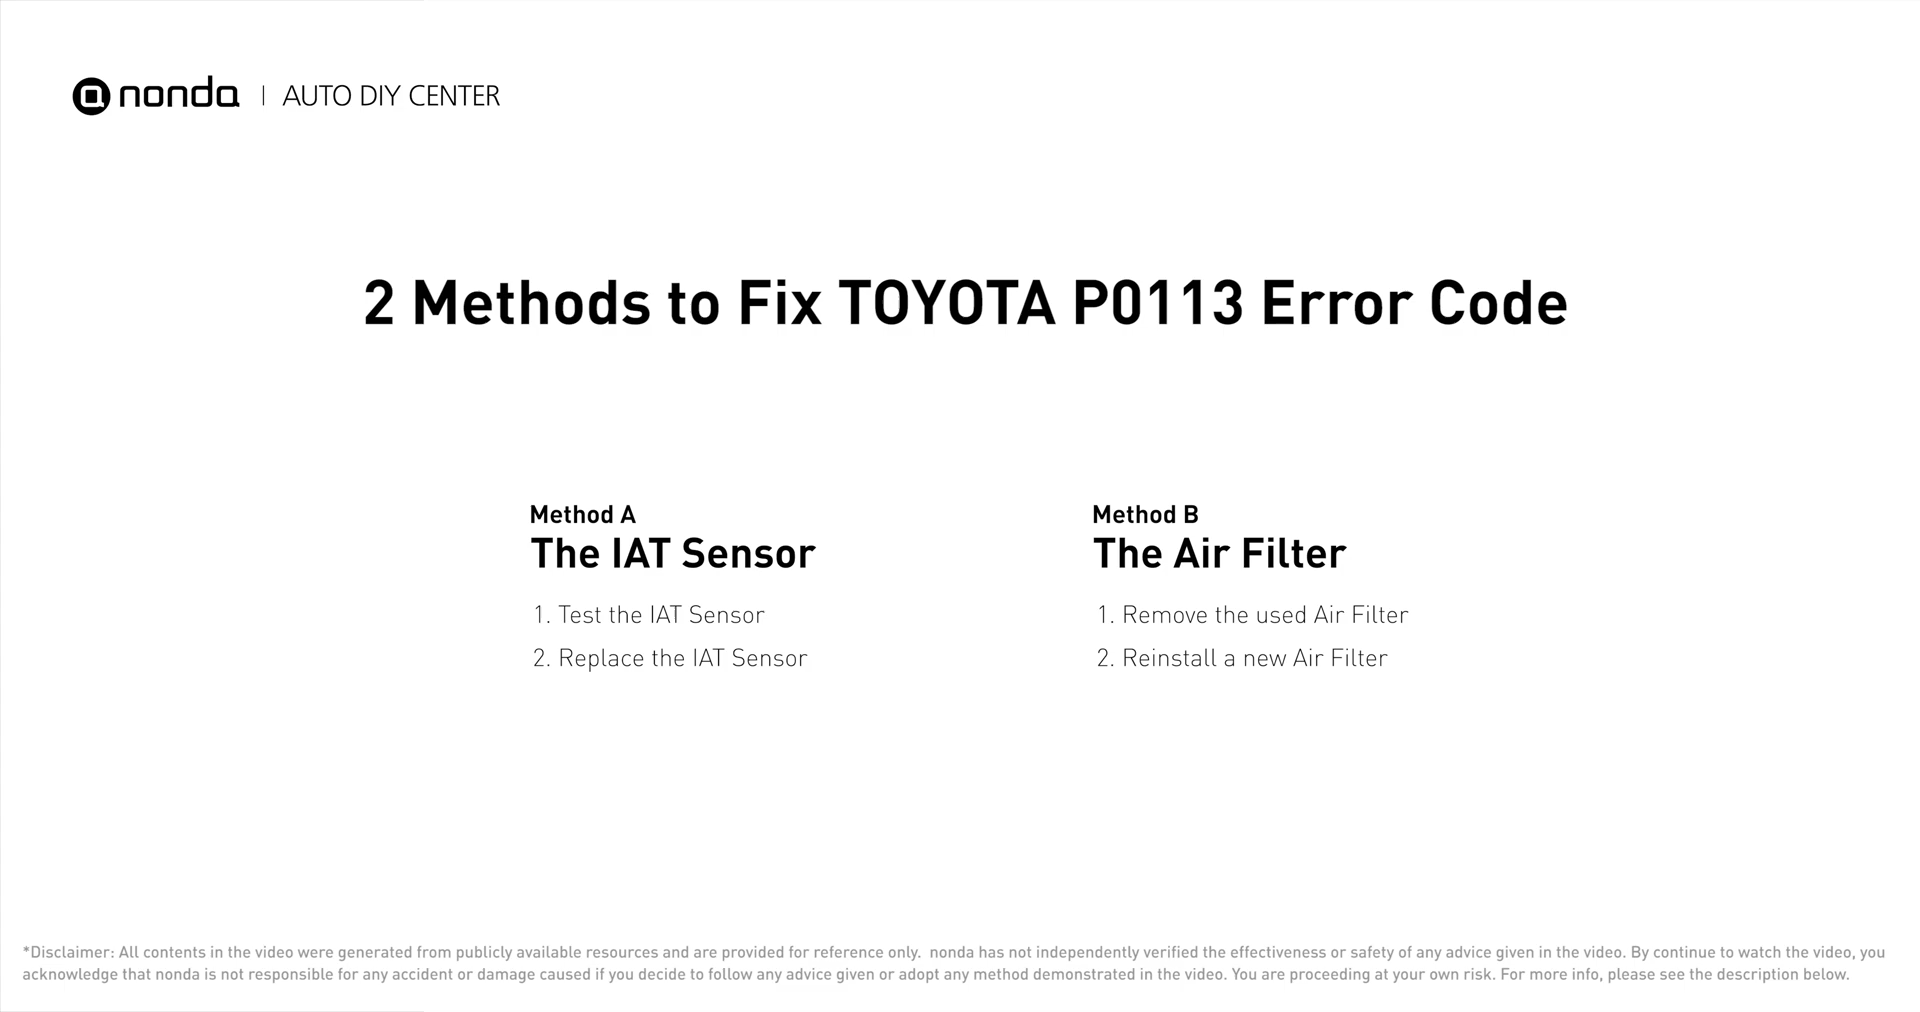 nonda | AUTO DIY CENTER
2 Methods to Fix TOYOTA P0113 Error Code
Method A
The IAT Sensor
1. Test the IAT Sensor
2. Replace the IAT Sensor
Method B
The Air Filter
1. Remove the used Air Filter
2. Reinstall a new Air Filter
*Disclaimer: All contents in the video were generated from publicly available resources and are provided for reference only. nonda has not independently verified the effectiveness or safety of any advice given in the video. By continue to watch the video, you
acknowledge that nonda is not responsible for any accident or damage caused if you decide to follow any advice given or adopt any method demonstrated in the video. You are proceeding at your own risk. For more info, please see the description below.